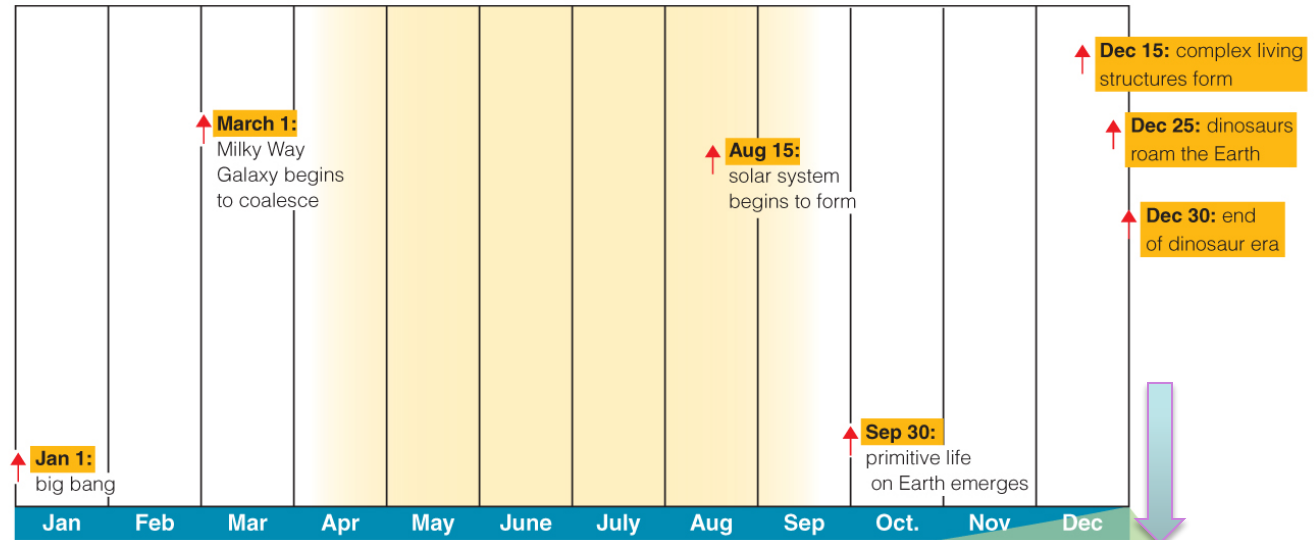 Jan 1:
big bang
March 1:
Milky Way
Galaxy begins
to coalesce
Aug 15:
solar system
begins to form
Sep 30:
primitive life
on Earth emerges
Dec 15: complex living
structures form
Dec 25: dinosaurs
roam the Earth
Dec 30: end
of dinosaur era
Jan Feb Mar Apr May June July Aug Sep Oct. Nov Dec